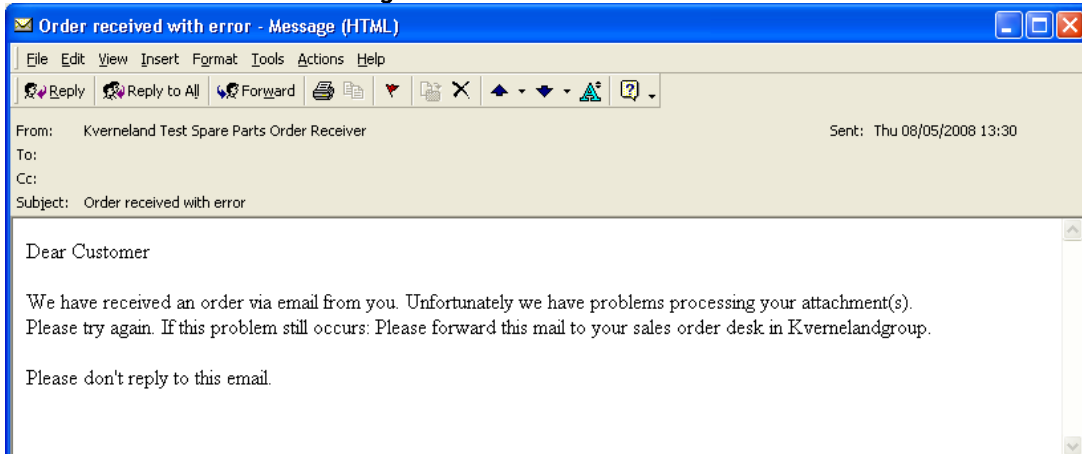 Order received with error - Message (HTML)
File Edit View Insert Format Tools Actions Help
Reply Reply to All Forward
From: Kverneland Test Spare Parts Order Receiver Sent: Thu 08/05/2008 13:30
To:
Cc:
Subject: Order received with error
Dear Customer
We have received an order via email from you. Unfortunately we have problems processing your attachment(s).
Please try again. If this problem still occurs: Please forward this mail to your sales order desk in Kvernelandgroup.
Please don't reply to this email.